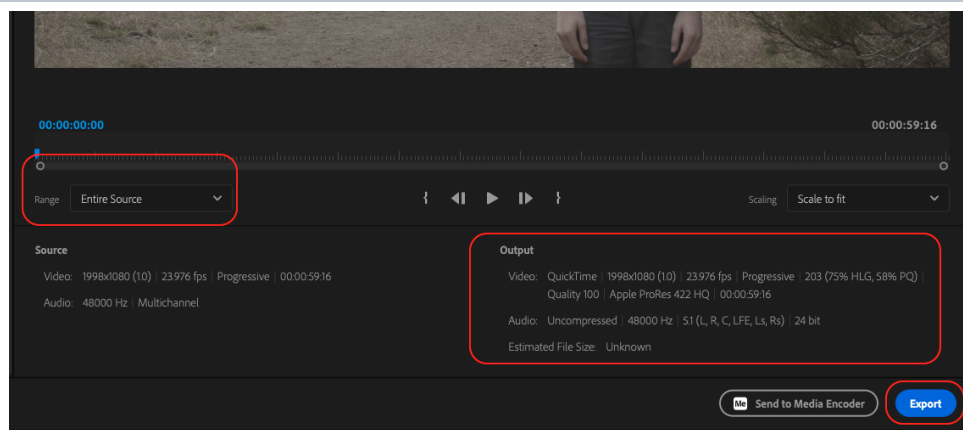 00:00:00:00 00:00:59:16
Range Entire Source Scaling Scale to fit
Source Output
Video: 1998x1080 (1.0) | 23.976 fps | Progressive | 00:00:59:16
Audio: 48000 Hz | Multichannel
Video: QuickTime | 1998x1080 (1.0) | 23.976 fps | Progressive | 203 (75% HLG, 58% PQ) |
Quality 100 | Apple ProRes 422 HQ | 00:00:59:16
Audio: Uncompressed | 48000 Hz | 5.1 (L, R, C, LFE, Ls, Rs) | 24 bit
Estimated File Size: Unknown
Me Send to Media Encoder Export